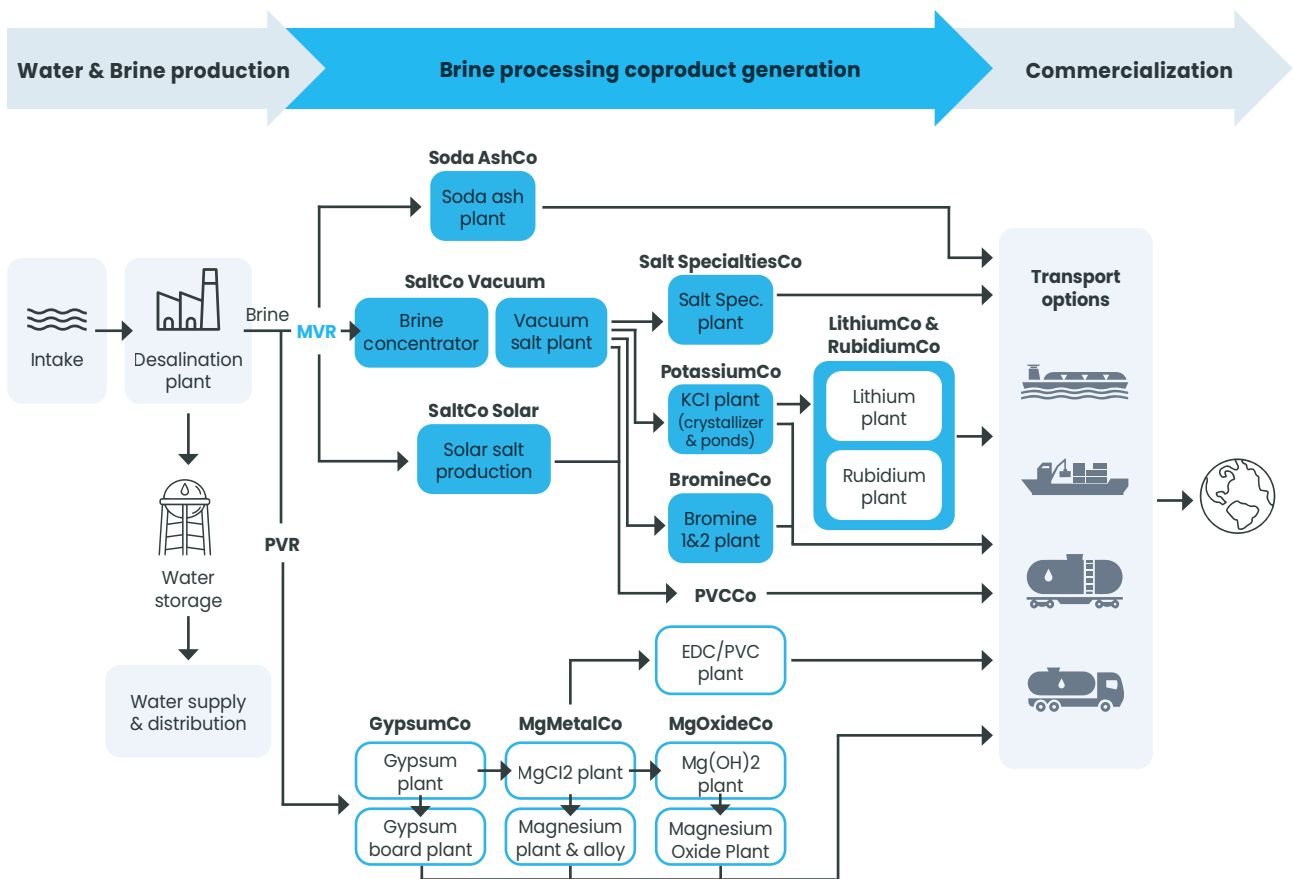 Water & Brine production
Brine processing coproduct generation
Commercialization
Soda AshCo
Soda ash
plant
SaltCo Vacuum
Brine
concentrator
Vacuum
salt plant
Salt SpecialtiesCo
Salt Spec.
plant
LithiumCo &
RubidiumCo
Lithium
plant
Rubidium
plant
Transport
options
Intake
Desalination
plant
Brine
MVR
PotassiumCo
KCI plant
(crystallizer
& ponds)
SaltCo Solar
Solar salt
production
BromineCo
Bromine
1&2 plant
PVR
Water
storage
PVCCo
EDC/PVC
plant
Water supply
& distribution
GypsumCo
MgMetalCo
MgOxideCo
Gypsum
plant
MgCI2 plant
Mg(OH)2
plant
Gypsum
board plant
Magnesium
plant & alloy
Magnesium
Oxide Plant